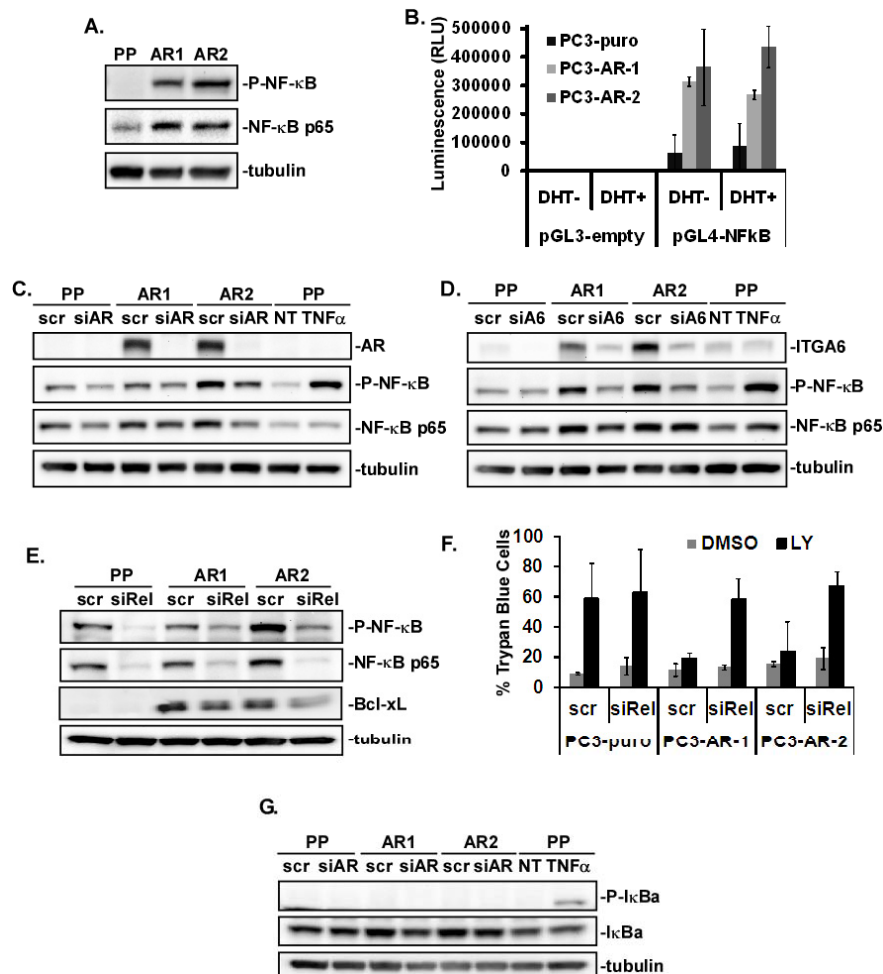 A.
PP AR1 AR2
-P-NF-κB
-NF-κB p65
-tubulin
B.
Luminescence (RLU)
500000
400000
300000
200000
100000
0
PC3-puro
PC3-AR-1
PC3-AR-2
DHT- DHT+ DHT- DHT+
pGL3-empty pGL4-NFkB
C.
PP AR1 AR2 PP
scr siAR scr siAR scr siAR NT TNFα
-AR
-P-NF-κB
-NF-κB p65
-tubulin
D.
PP AR1 AR2 PP
scr siA6 scr siA6 scr siA6 NT TNFα
-ITGA6
-P-NF-κB
-NF-κB p65
-tubulin
E.
PP AR1 AR2
scr siRel scr siRel scr siRel
-P-NF-κB
-NF-κB p65
-Bcl-xL
-tubulin
F.
% Trypan Blue Cells
100
80
60
40
20
0
DMSO LY
scr siRel scr siRel scr siRel
PC3-puro PC3-AR-1 PC3-AR-2
G.
PP AR1 AR2 PP
scr siAR scr siAR scr siAR NT TNFα
-P-IκBa
-IκBa
-tubulin